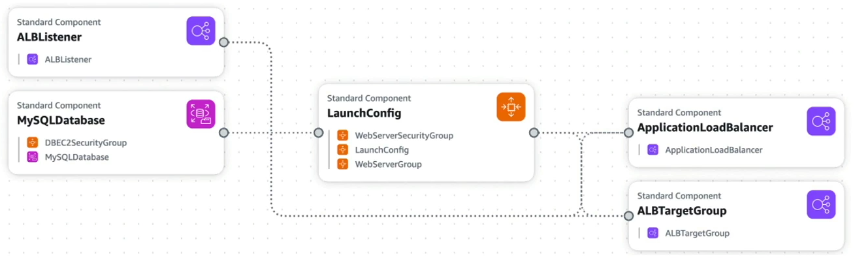 Standard Component
ALBListener
ALBListener
Standard Component
MySQLDatabase
DBEC2SecurityGroup
MySQLDatabase
Standard Component
LaunchConfig
WebServerSecurityGroup
LaunchConfig
WebServerGroup
Standard Component
ApplicationLoadBalancer
ApplicationLoadBalancer
Standard Component
ALBTargetGroup
ALBTargetGroup